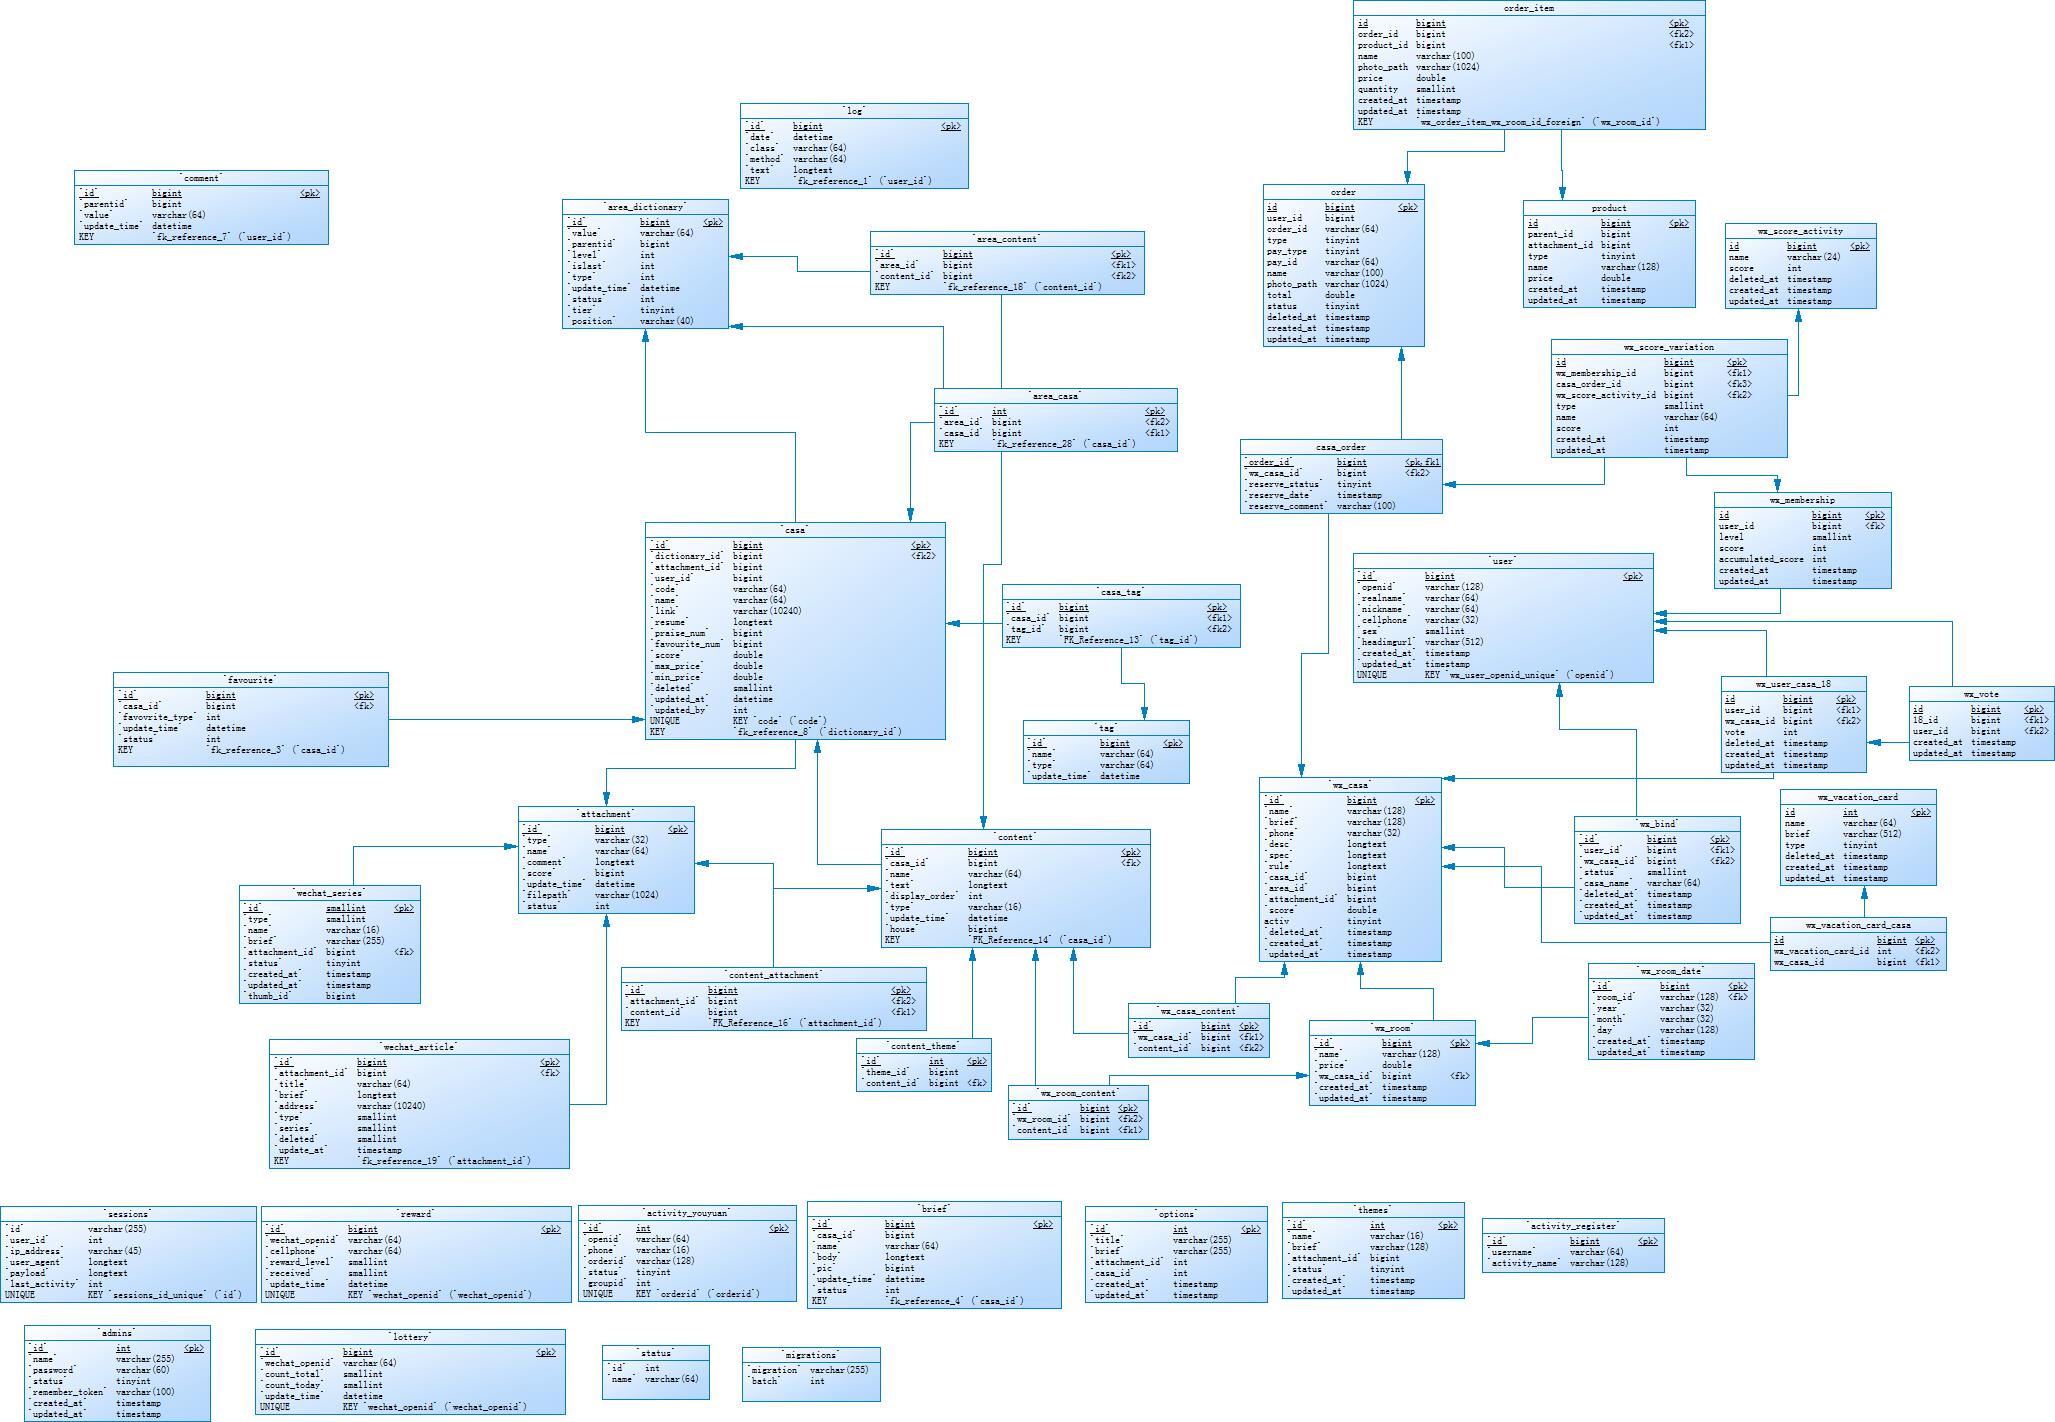 order_item
id bigint <pk>
order_id bigint <fk2>
product_id bigint <fk1>
name varchar(100)
photo_path varchar(1024)
price double
quantity smallint
created_at timestamp
updated_at timestamp
KEY `wx_order_item_wx_room_id_foreign` (`wx_room_id`)
`log`
`id` bigint <pk>
`date` datetime
`class` varchar(64)
`method` varchar(64)
`text` longtext
KEY `fk_reference_1` (`user_id`)
`comment`
`id` bigint <pk>
`parentid` bigint
`value` varchar(64)
`update_time` datetime
KEY `fk_reference_7` (`user_id`)
`area_dictionary`
`id` bigint <pk>
`value` varchar(64)
`parentid` bigint
`level` int
`islast` int
`type` int
`update_time` datetime
`status` int
`tier` tinyint
`position` varchar(40)
`area_content`
`id` bigint <pk>
`area_id` bigint <fk1>
`content_id` bigint <fk2>
KEY `fk_reference_18` (`content_id`)
order
id bigint <pk>
user_id bigint
order_id varchar(64)
type tinyint
pay_type tinyint
pay_id varchar(64)
name varchar(100)
photo_path varchar(1024)
total double
status tinyint
deleted_at timestamp
created_at timestamp
updated_at timestamp
product
id bigint <pk>
parent_id bigint
attachment_id bigint
type tinyint
name varchar(128)
price double
created_at timestamp
updated_at timestamp
wx_score_activity
id bigint <pk>
name varchar(24)
score int
deleted_at timestamp
created_at timestamp
updated_at timestamp
wx_score_variation
id bigint <pk>
wx_membership_id bigint <fk1>
casa_order_id bigint <fk3>
wx_score_activity_id bigint <fk2>
type smallint
name varchar(64)
score int
created_at timestamp
updated_at timestamp
`area_casa`
`id` int <pk>
`area_id` bigint <fk2>
`casa_id` bigint <fk1>
KEY `fk_reference_28` (`casa_id`)
casa_order
`order_id` bigint <pk,fk1
`wx_casa_id` bigint <fk2>
`reserve_status` tinyint
`reserve_date` timestamp
`reserve_comment` varchar(100)
wx_membership
id bigint <pk>
user_id bigint <fk>
level smallint
score int
accumulated_score int
created_at timestamp
updated_at timestamp
`casa`
`id` bigint <pk>
`dictionary_id` bigint <fk2>
`attachment_id` bigint
`user_id` bigint
`code` varchar(64)
`name` varchar(64)
`link` varchar(10240)
`resume` longtext
`praise_num` bigint
`favourite_num` bigint
`score` double
`max_price` double
`min_price` double
`deleted` smallint
`updated_at` datetime
`updated_by` int
UNIQUE KEY `code` (`code`)
KEY `fk_reference_8` (`dictionary_id`)
`casa_tag`
`id` bigint <pk>
`casa_id` bigint <fk1>
`tag_id` bigint <fk2>
KEY `FK_Reference_13` (`tag_id`)
`user`
`id` bigint <pk>
`openid` varchar(128)
`realname` varchar(64)
`nickname` varchar(64)
`cellphone` varchar(32)
`sex` smallint
`headimgurl` varchar(512)
`created_at` timestamp
`updated_at` timestamp
UNIQUE KEY `wx_user_openid_unique` (`openid`)
`favourite`
`id` bigint <pk>
`casa_id` bigint <fk>
`favovrite_type` int
`update_time` datetime
`status` int
KEY `fk_reference_3` (`casa_id`)
`tag`
`id` bigint <pk>
`name` varchar(64)
`type` varchar(64)
`update_time` datetime
wx_user_casa_18
id bigint <pk>
user_id bigint <fk1>
wx_casa_id bigint <fk2>
vote int
deleted_at timestamp
created_at timestamp
updated_at timestamp
wx_vote
id bigint <pk>
18_id bigint <fk1>
user_id bigint <fk2>
created_at timestamp
updated_at timestamp
`attachment`
`id` bigint <pk>
`type` varchar(32)
`name` varchar(64)
`comment` longtext
`score` bigint
`update_time` datetime
`filepath` varchar(1024)
`status` int
`content`
`id` bigint <pk>
`casa_id` bigint <fk>
`name` varchar(64)
`text` longtext
`display_order` int
`type` varchar(16)
`update_time` datetime
`house` bigint
KEY `FK_Reference_14` (`casa_id`)
`wx_casa`
`id` bigint <pk>
`name` varchar(128)
`brief` varchar(128)
`phone` varchar(32)
`desc` longtext
`spec` longtext
`rule` longtext
`casa_id` bigint
`area_id` bigint
`attachment_id` bigint
`score` double
activ tinyint
`deleted_at` timestamp
`created_at` timestamp
`updated_at` timestamp
`wx_bind`
`id` bigint <pk>
`user_id` bigint <fk1>
`wx_casa_id` bigint <fk2>
`status` smallint
`casa_name` varchar(64)
`deleted_at` timestamp
`created_at` timestamp
`updated_at` timestamp
wx_vacation_card
id int <pk>
name varchar(64)
brief varchar(512)
type tinyint
deleted_at timestamp
created_at timestamp
updated_at timestamp
wx_vacation_card_casa
id bigint <pk>
wx_vacation_card_id int <fk2>
wx_casa_id bigint <fk1>
`wechat_series`
`id` smallint <pk>
`type` smallint
`name` varchar(16)
`brief` varchar(255)
`attachment_id` bigint <fk>
`status` tinyint
`created_at` timestamp
`updated_at` timestamp
`thumb_id` bigint
`content_attachment`
`id` bigint <pk>
`attachment_id` bigint <fk2>
`content_id` bigint <fk1>
KEY `FK_Reference_16` (`attachment_id`)
`wx_room_date`
`id` bigint <pk>
`room_id` varchar(128) <fk>
`year` varchar(32)
`month` varchar(32)
`day` varchar(128)
`created_at` timestamp
`updated_at` timestamp
`wx_casa_content`
`id` bigint <pk>
`wx_casa_id` bigint <fk1>
`content_id` bigint <fk2>
`wx_room`
`id` bigint <pk>
`name` varchar(128)
`price` double
`wx_casa_id` bigint <fk>
`created_at` timestamp
`updated_at` timestamp
`wechat_article`
`id` bigint <pk>
`attachment_id` bigint <fk>
`title` varchar(64)
`brief` longtext
`address` varchar(10240)
`type` smallint
`series` smallint
`deleted` smallint
`update_at` timestamp
KEY `fk_reference_19` (`attachment_id`)
`content_theme`
`id` int <pk>
`theme_id` bigint
`content_id` bigint <fk>
`wx_room_content`
`id` bigint <pk>
`wx_room_id` bigint <fk2>
`content_id` bigint <fk1>
`sessions`
`id` varchar(255)
`user_id` int
`ip_address` varchar(45)
`user_agent` longtext
`payload` longtext
`last_activity` int
UNIQUE KEY `sessions_id_unique` (`id`)
`reward`
`id` bigint <pk>
`wechat_openid` varchar(64)
`cellphone` varchar(64)
`reward_level` smallint
`received` smallint
`update_time` datetime
UNIQUE KEY `wechat_openid` (`wechat_openid`)
`activity_youyuan`
`id` int <pk>
`openid` varchar(64)
`phone` varchar(16)
`orderid` varchar(128)
`status` tinyint
`groupid` int
UNIQUE KEY `orderid` (`orderid`)
`brief`
`id` bigint <pk>
`casa_id` bigint
`name` varchar(64)
`body` longtext
`pic` bigint
`update_time` datetime
`status` int
KEY `fk_reference_4` (`casa_id`)
`options`
`id` int <pk>
`title` varchar(255)
`brief` varchar(255)
`attachment_id` int
`casa_id` int
`created_at` timestamp
`updated_at` timestamp
`themes`
`id` int <pk>
`name` varchar(16)
`brief` varchar(128)
`attachment_id` bigint
`status` tinyint
`created_at` timestamp
`updated_at` timestamp
`activity_register`
`id` bigint <pk>
`username` varchar(64)
`activity_name` varchar(128)
`admins`
`id` int <pk>
`name` varchar(255)
`password` varchar(60)
`status` tinyint
`remember_token` varchar(100)
`created_at` timestamp
`updated_at` timestamp
`lottery`
`id` bigint <pk>
`wechat_openid` varchar(64)
`count_total` smallint
`count_today` smallint
`update_time` datetime
UNIQUE KEY `wechat_openid` (`wechat_openid`)
`status`
`id` int
`name` varchar(64)
`migrations`
`migration` varchar(255)
`batch` int